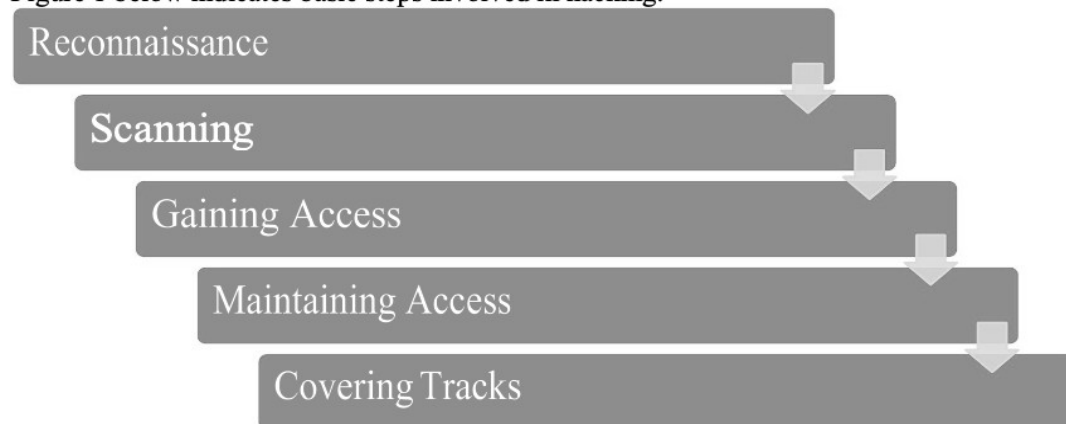 Figure 1 below indicates basic steps involved in hacking.
Reconnaissance
Scanning
Gaining Access
Maintaining Access
Covering Tracks